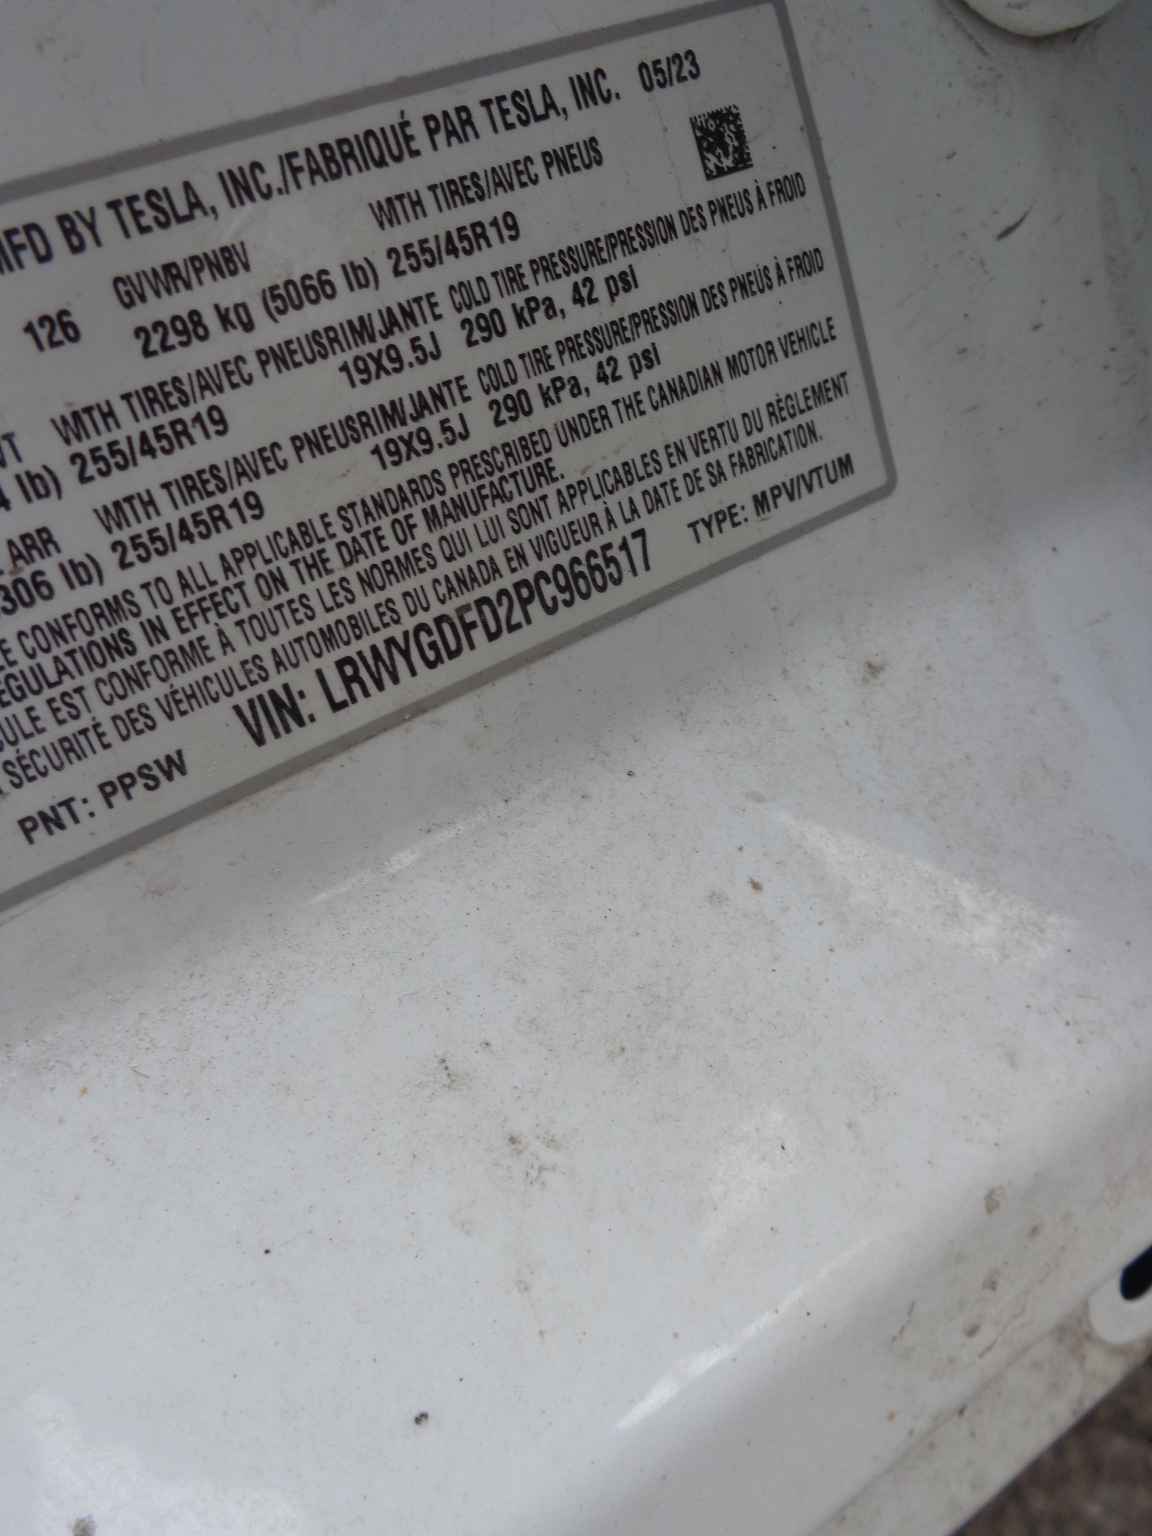 MFD BY TESLA, INC./FABRIQUÉ PAR TESLA, INC. 05/23
126 GVWR/PNBV WITH TIRES/AVEC PNEUS
2298 kg (5066 lb) 255/45R19
WITH TIRES/AVEC PNEUS RIM/JANTE COLD TIRE PRESSURE/PRESSION DES PNEUS À FROID
lb) 255/45R19 19X9.5J 290 kPa, 42 psi
ARR WITH TIRES/AVEC PNEUS RIM/JANTE COLD TIRE PRESSURE/PRESSION DES PNEUS À FROID
306 lb) 255/45R19 19X9.5J 290 kPa, 42 psi
LE CONFORMS TO ALL APPLICABLE STANDARDS PRESCRIBED UNDER THE CANADIAN MOTOR VEHICLE
EGULATIONS IN EFFECT ON THE DATE OF MANUFACTURE.
CULE EST CONFORME À TOUTES LES NORMES QUI LUI SONT APPLICABLES EN VERTU DU RÈGLEMENT
SÉCURITÉ DES VÉHICULES AUTOMOBILES DU CANADA EN VIGUEUR À LA DATE DE SA FABRICATION.
VIN: LRWYGDFD2PC966517 TYPE: MPV/VTUM
PNT: PPSW